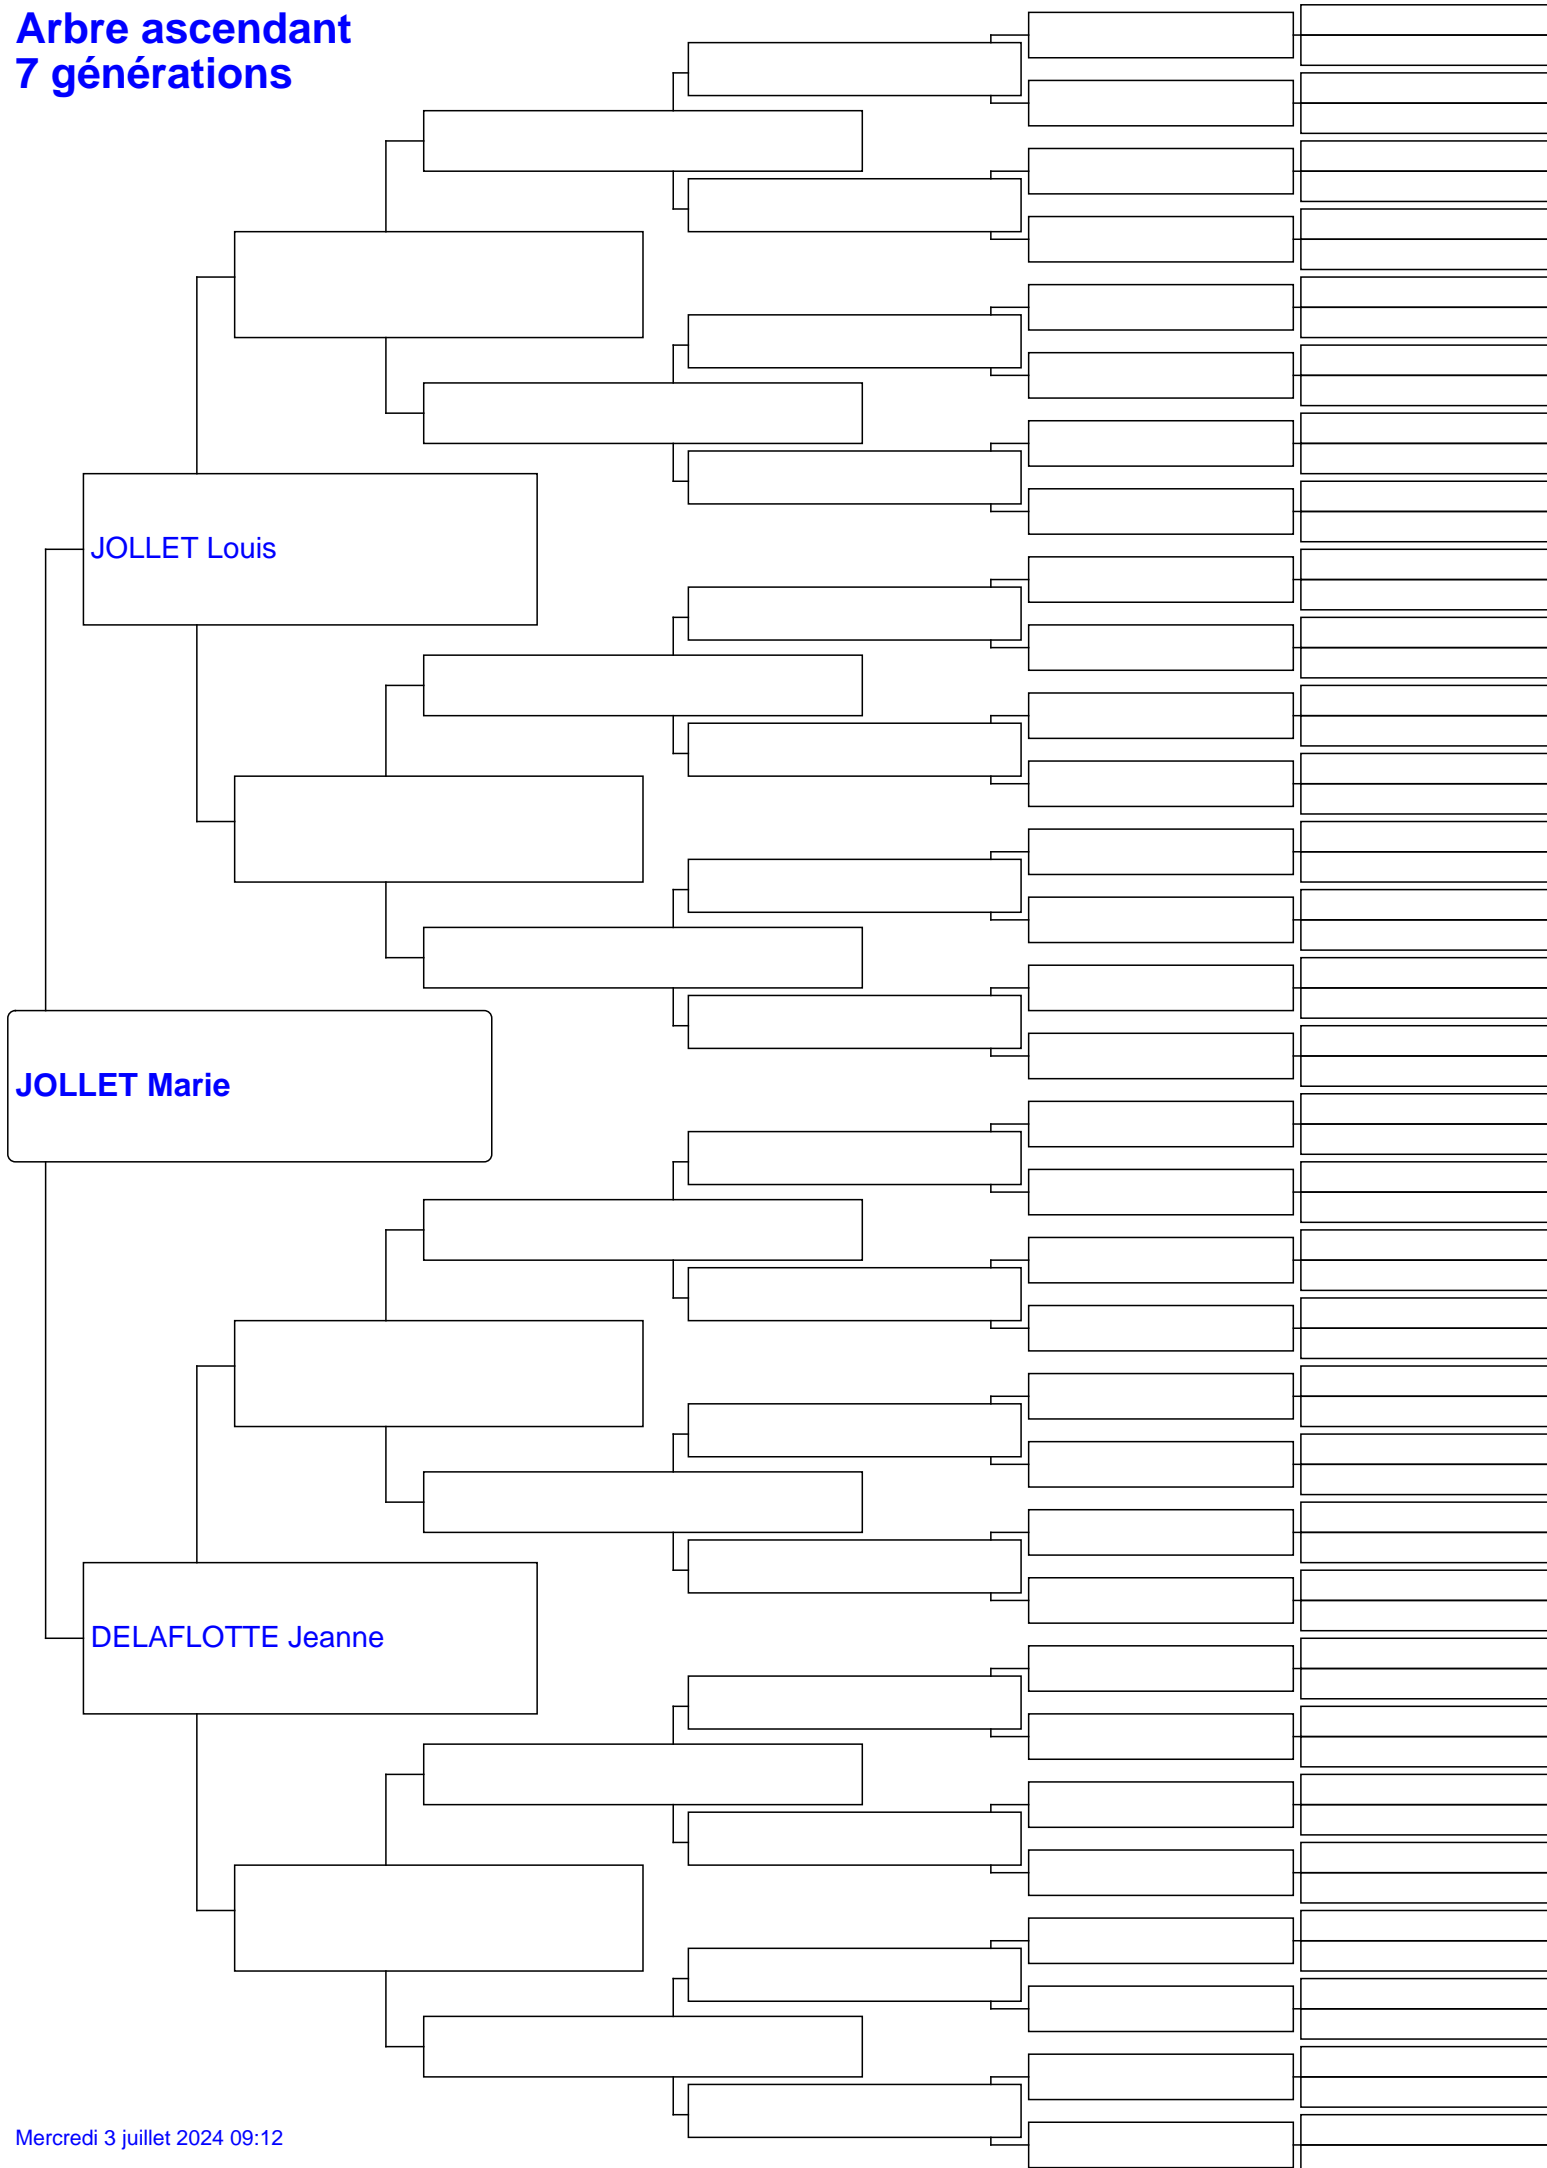 Arbre ascendant
7 générations
JOLLET Louis
JOLLET Marie
DELAFLOTTE Jeanne
Mercredi 3 juillet 2024 09:12